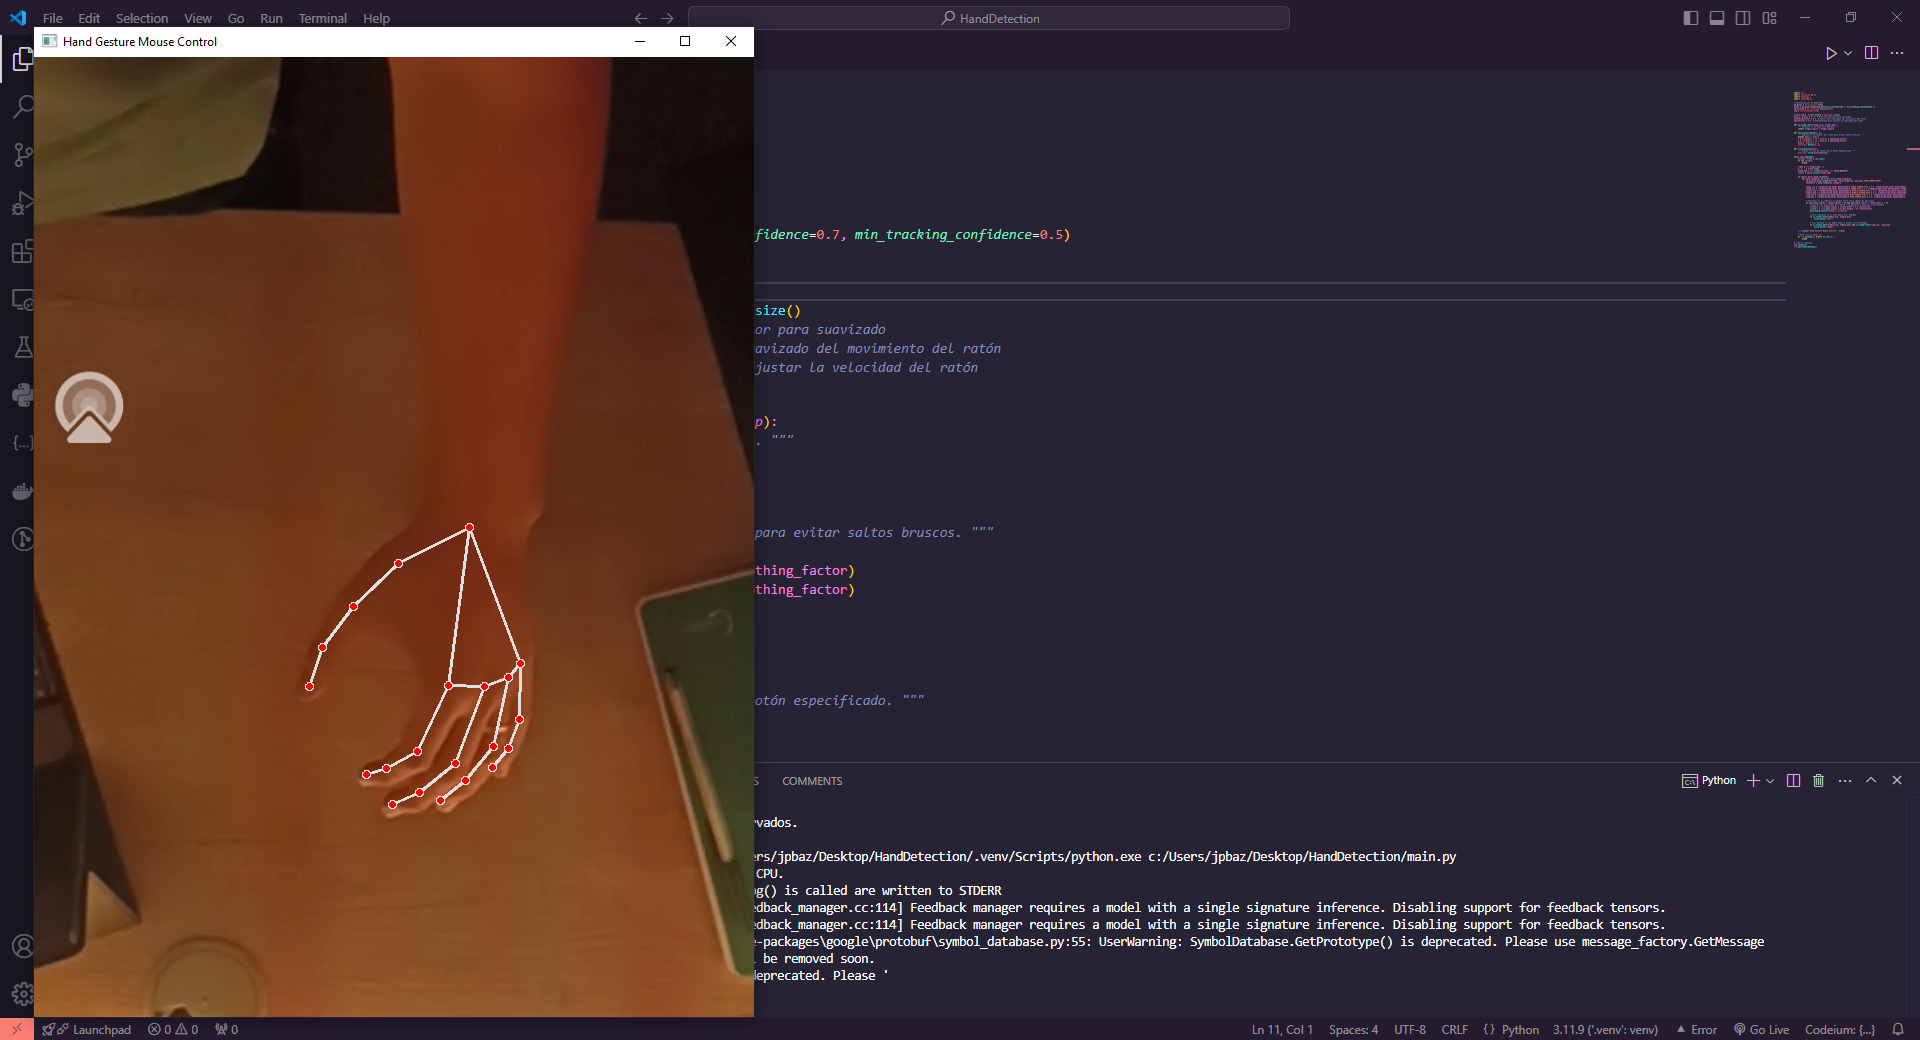 File Edit Selection View Go Run Terminal Help
HandDetection
Hand Gesture Mouse Control
fidence=0.7, min_tracking_confidence=0.5)
size()
or para suavizado
avizado del movimiento del ratón
justar la velocidad del ratón
p):
. """
para evitar saltos bruscos. """
thing_factor)
thing_factor)
otón especificado. """
S COMMENTS
Python
vados.
ers/jpbaz/Desktop/HandDetection/.venv/Scripts/python.exe c:/Users/jpbaz/Desktop/HandDetection/main.py
CPU.
og() is called are written to STDERR
edback_manager.cc:114] Feedback manager requires a model with a single signature inference. Disabling support for feedback tensors.
edback_manager.cc:114] Feedback manager requires a model with a single signature inference. Disabling support for feedback tensors.
e-packages\google\protobuf\symbol_database.py:55: UserWarning: SymbolDatabase.GetPrototype() is deprecated. Please use message_factory.GetMessage
be removed soon.
deprecated. Please '
Launchpad 0 0 0 Ln 11, Col 1 Spaces: 4 UTF-8 CRLF {} Python 3.11.9 ('.venv': venv) Error Go Live Codeium: {...}